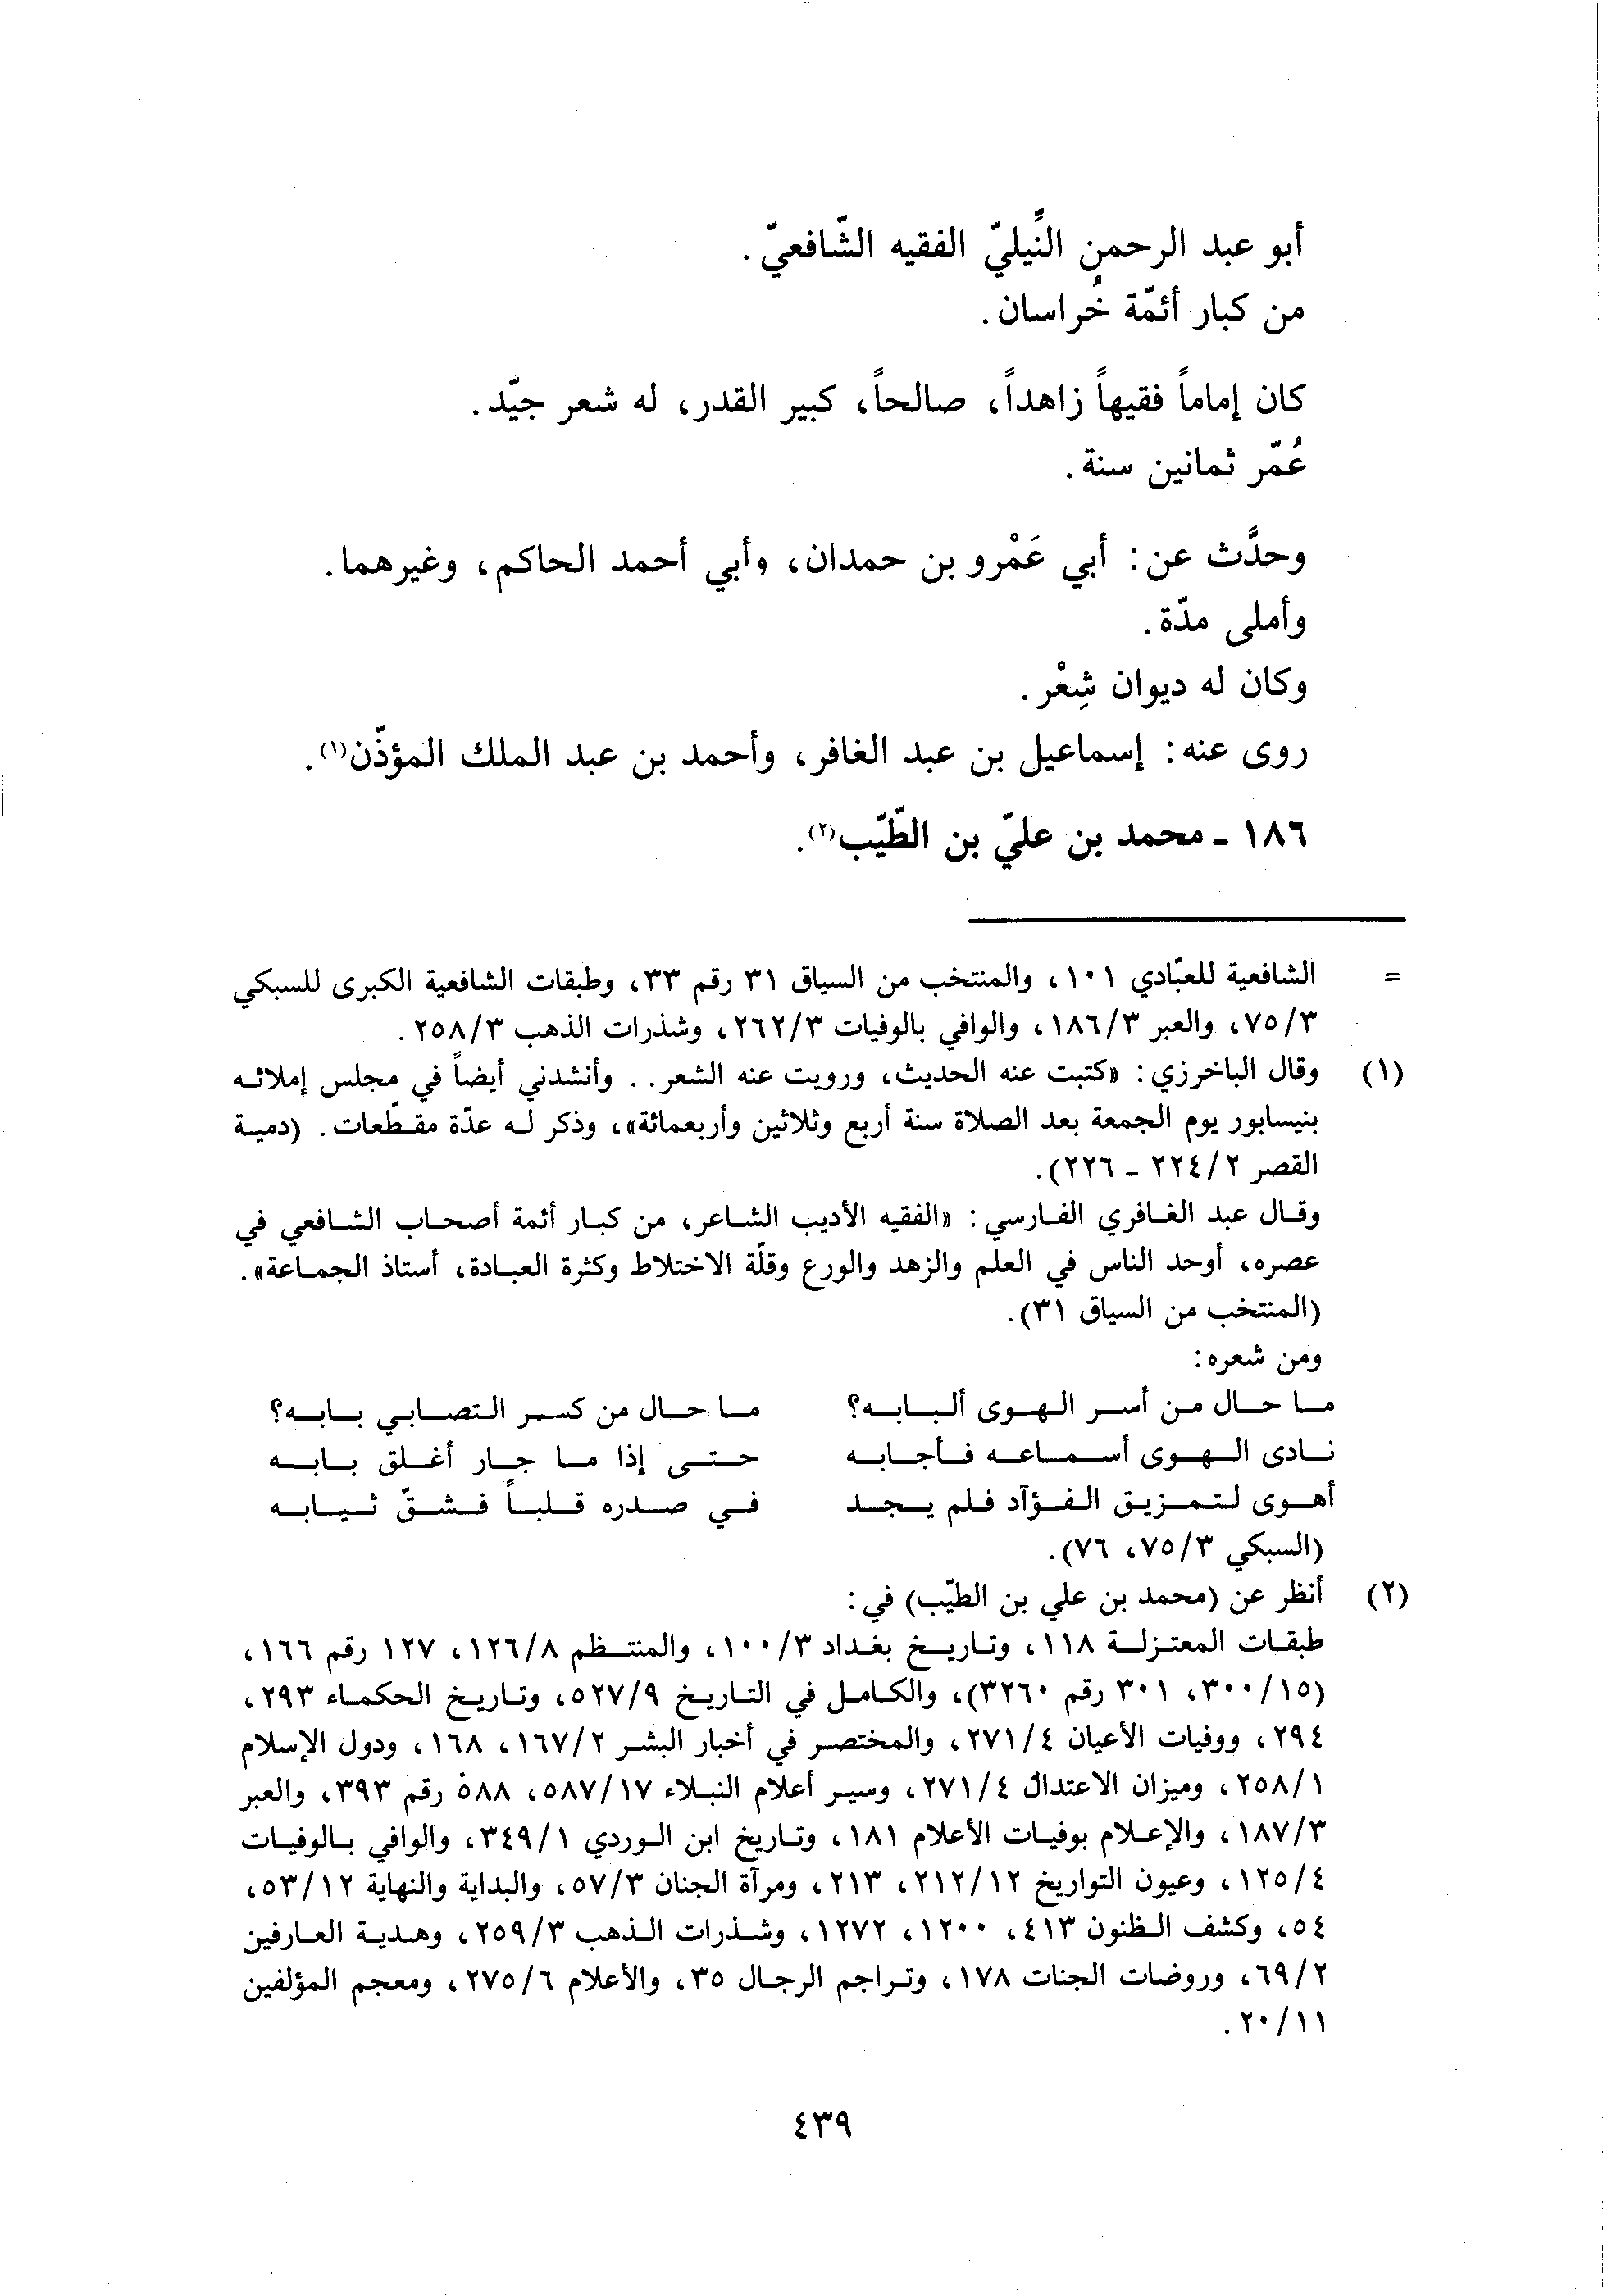 أبو عبد الرحمن النِّيليّ الفقيه الشّافعيّ.
من كبار أئمّة خُراسان.
كان إماماً فقيهاً زاهداً، صالحاً، كبير القدر، له شعر جيّد.
عُمّر ثمانين سنة.
وحدَّث عن: أبي عَمْرو بن حمدان، وأبي أحمد الحاكم، وغيرهما.
وأملى مدّة.
وكان له ديوان شِعْر.
روى عنه: إسماعيل بن عبد الغافر، وأحمد بن عبد الملك المؤذّن(١).
١٨٦ ـ محمد بن عليّ بن الطّيّب(٢).
= الشافعية للعبّادي ١٠١، والمنتخب من السياق ٣١ رقم ٣٣، وطبقات الشافعية الكبرى للسبكي
٧٥/٣، والعبر ١٨٦/٣، والوافي بالوفيات ٢٦٢/٣، وشذرات الذهب ٢٥٨/٣.
(١) وقال الباخرزي: «كتبت عنه الحديث، ورويت عنه الشعر.. وأنشدني أيضاً في مجلس إملائه
بنيسابور يوم الجمعة بعد الصلاة سنة أربع وثلاثين وأربعمائة»، وذكر له عدّة مقطّعات. (دمية
القصر ٢٢٤/٢ ـ ٢٢٦).
وقال عبد الغافري الفارسي: «الفقيه الأديب الشاعر، من كبار أئمة أصحاب الشافعي في
عصره، أوحد الناس في العلم والزهد والورع وقلّة الاختلاط وكثرة العبادة، أستاذ الجماعة».
(المنتخب من السياق ٣١).
ومن شعره:
ما حال من أسر الهوى ألبابه؟ ما حال من كسر التصابي بابه؟
نادى الهوى أسماعه فأجابه حتى إذا ما جار أغلق بابه
أهوى لتمزيق الفؤآد فلم يجد في صدره قلباً فشقّ ثيابه
(السبكي ٧٥/٣، ٧٦).
(٢) أنظر عن (محمد بن علي بن الطيّب) في:
طبقات المعتزلة ١١٨، وتاريخ بغداد ١٠٠/٣، والمنتظم ١٢٦/٨، ١٢٧ رقم ١٦٦،
(٣٠٠/١٥، ٣٠١ رقم ٣٢٦٠)، والكامل في التاريخ ٥٢٧/٩، وتاريخ الحكماء ٢٩٣،
٢٩٤، ووفيات الأعيان ٢٧١/٤، والمختصر في أخبار البشر ١٦٧/٢، ١٦٨، ودول الإسلام
٢٥٨/١، وميزان الاعتدال ٢٧١/٤، وسير أعلام النبلاء ٥٨٧/١٧، ٥٨٨ رقم ٣٩٣، والعبر
١٨٧/٣، والإعلام بوفيات الأعلام ١٨١، وتاريخ ابن الوردي ٣٤٩/١، والوافي بالوفيات
١٢٥/٤، وعيون التواريخ ٢١٢/١٢، ٢١٣، ومرآة الجنان ٥٧/٣، والبداية والنهاية ٥٣/١٢،
٥٤، وكشف الظنون ٤١٣، ١٢٠٠، ١٢٧٢، وشذرات الذهب ٢٥٩/٣، وهدية العارفين
٦٩/٢، وروضات الجنات ١٧٨، وتراجم الرجال ٣٥، والأعلام ٢٧٥/٦، ومعجم المؤلفين
٢٠/١١.
٤٣٩